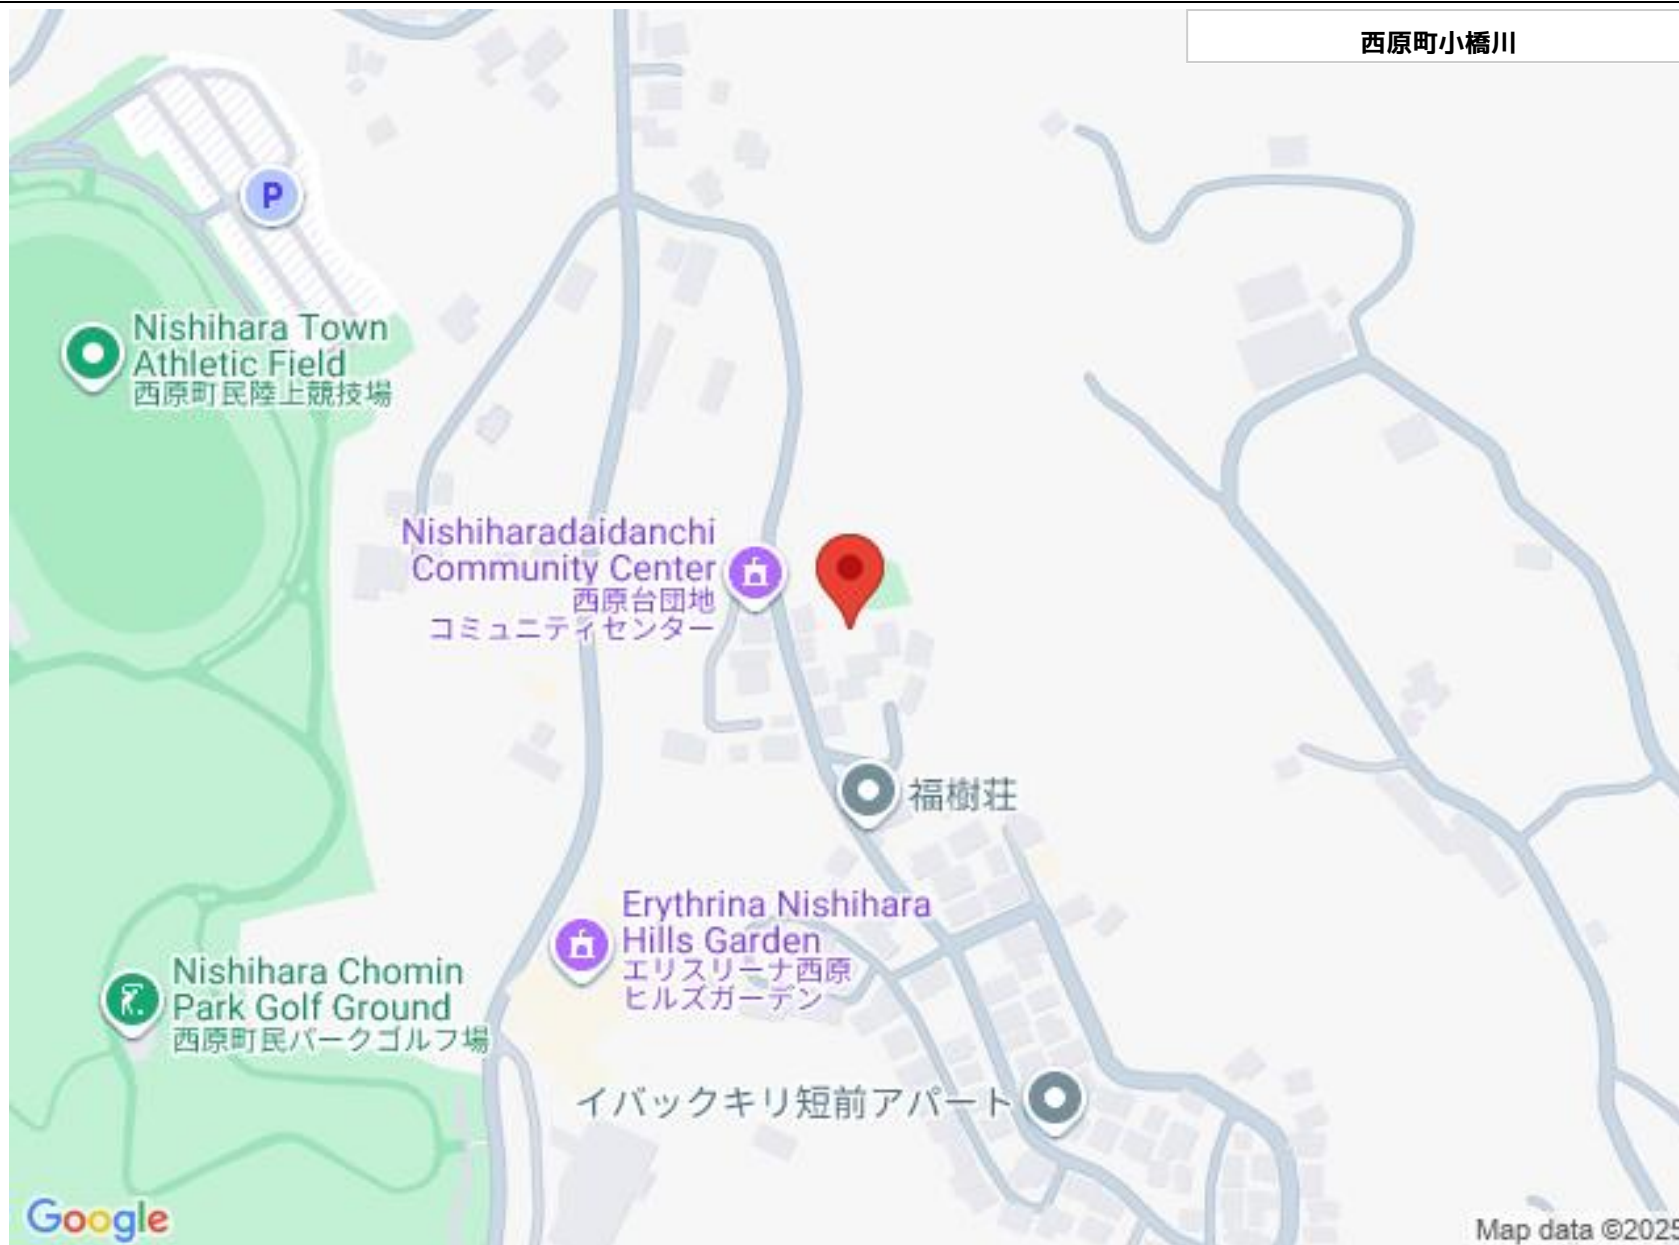 西原町小橋川
P
Nishihara Town
Athletic Field
西原町民陸上競技場
Nishiharadaidanchi
Community Center
西原台団地
コミュニティセンター
福樹荘
Erythrina Nishihara
Hills Garden
エリスリーナ西原
ヒルズガーデン
Nishihara Chomin
Park Golf Ground
西原町民パークゴルフ場
イバックキリ短前アパート
Google
Map data ©2025